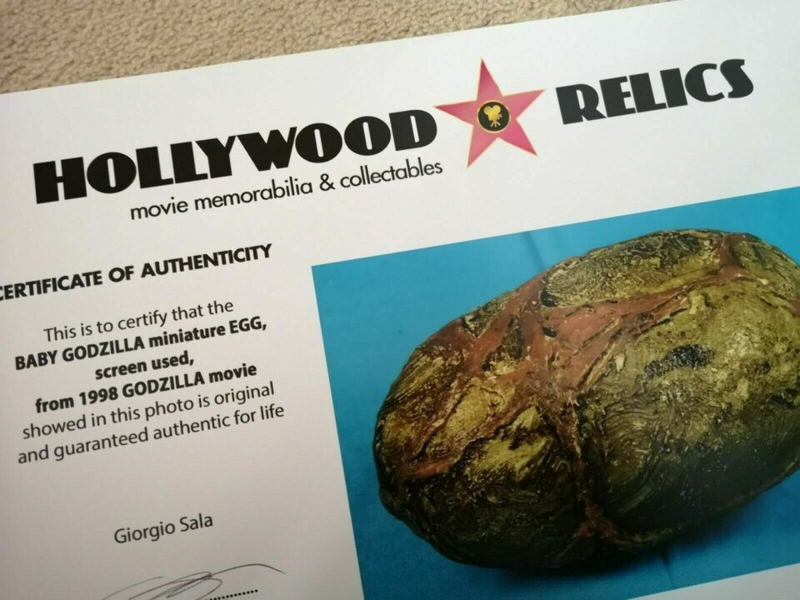 HOLLYWOOD RELICS
movie memorabilia & collectables
CERTIFICATE OF AUTHENTICITY
This is to certify that the
BABY GODZILLA miniature EGG,
screen used,
from 1998 GODZILLA movie
showed in this photo is original
and guaranteed authentic for life
Giorgio Sala